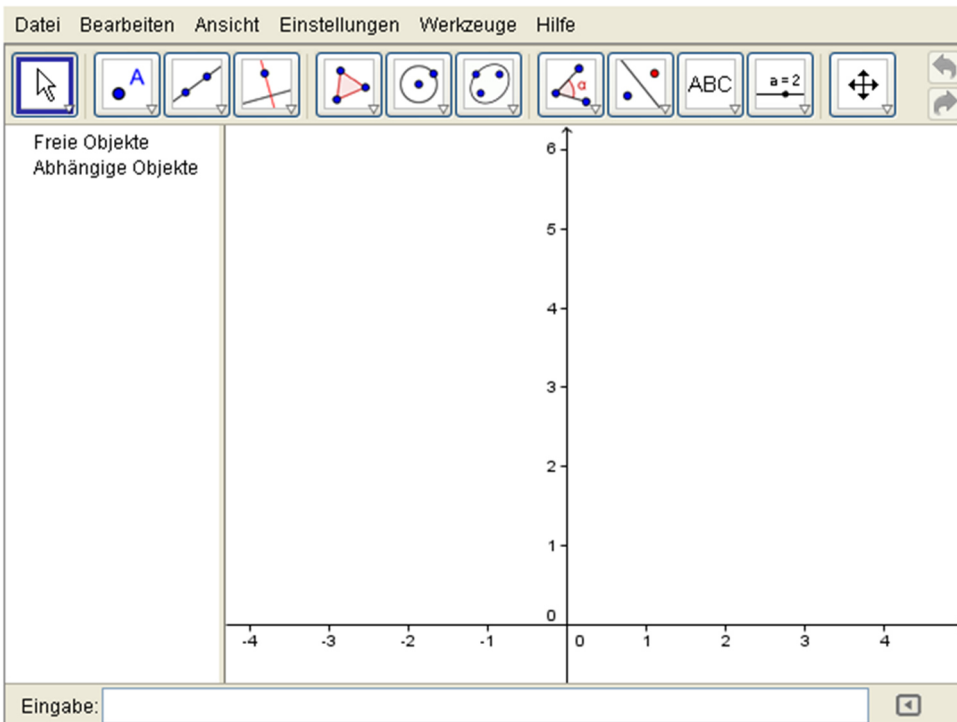 Datei Bearbeiten Ansicht Einstellungen Werkzeuge Hilfe
A α ABC a=2
Freie Objekte
Abhängige Objekte
6
5
4
3
2
1
0
-4 -3 -2 -1 0 1 2 3 4
Eingabe: